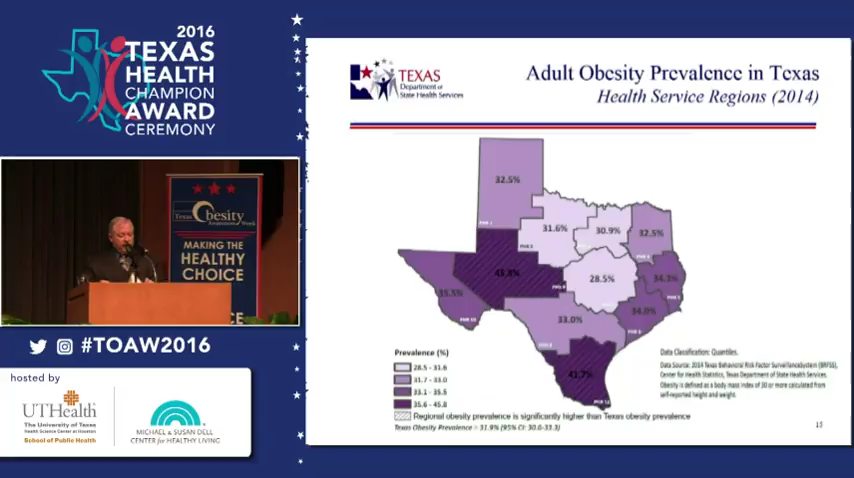 2016
TEXAS
HEALTH
CHAMPION
AWARD
CEREMONY
Texas Obesity Awareness Week
MAKING THE
HEALTHY
CHOICE
#TOAW2016
hosted by
UTHealth
The University of Texas
Health Science Center at Houston
School of Public Health
MICHAEL & SUSAN DELL
CENTER for HEALTHY LIVING
TEXAS
Department of
State Health Services
Adult Obesity Prevalence in Texas
Health Service Regions (2014)
32.5%
31.6%
30.9%
32.5%
45.8%
28.5%
34.3%
35.5%
34.0%
33.0%
41.7%
Prevalence (%)
28.5 - 31.6
31.7 - 33.0
33.1 - 35.5
35.6 - 45.8
Regional obesity prevalence is significantly higher than Texas obesity prevalence
Texas Obesity Prevalence = 31.9% (95% CI: 30.6-33.3)
Data Classification: Quantiles.
Data Source: 2014 Texas Behavioral Risk Factor SurveillanceSystem (BRFSS),
Center for Health Statistics, Texas Department of State Health Services.
Obesity is defined as a body mass index of 30 or more calculated from
self-reported height and weight.